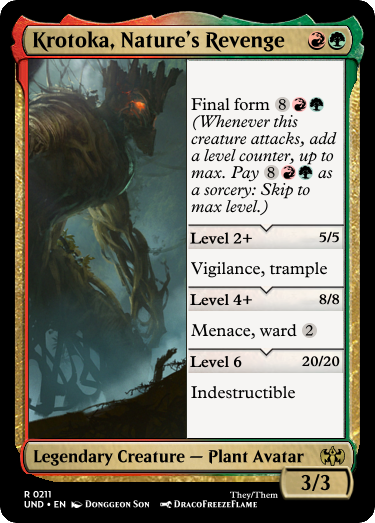 Krotoka, Nature's Revenge
Final form 8
(Whenever this
creature attacks, add
a level counter, up to
max. Pay 8 as
a sorcery: Skip to
max level.)
Level 2+ 5/5
Vigilance, trample
Level 4+ 8/8
Menace, ward 2
Level 6 20/20
Indestructible
Legendary Creature — Plant Avatar
3/3
R 0211
UND • EN Donggeon Son DracoFreezeFlame
They/Them